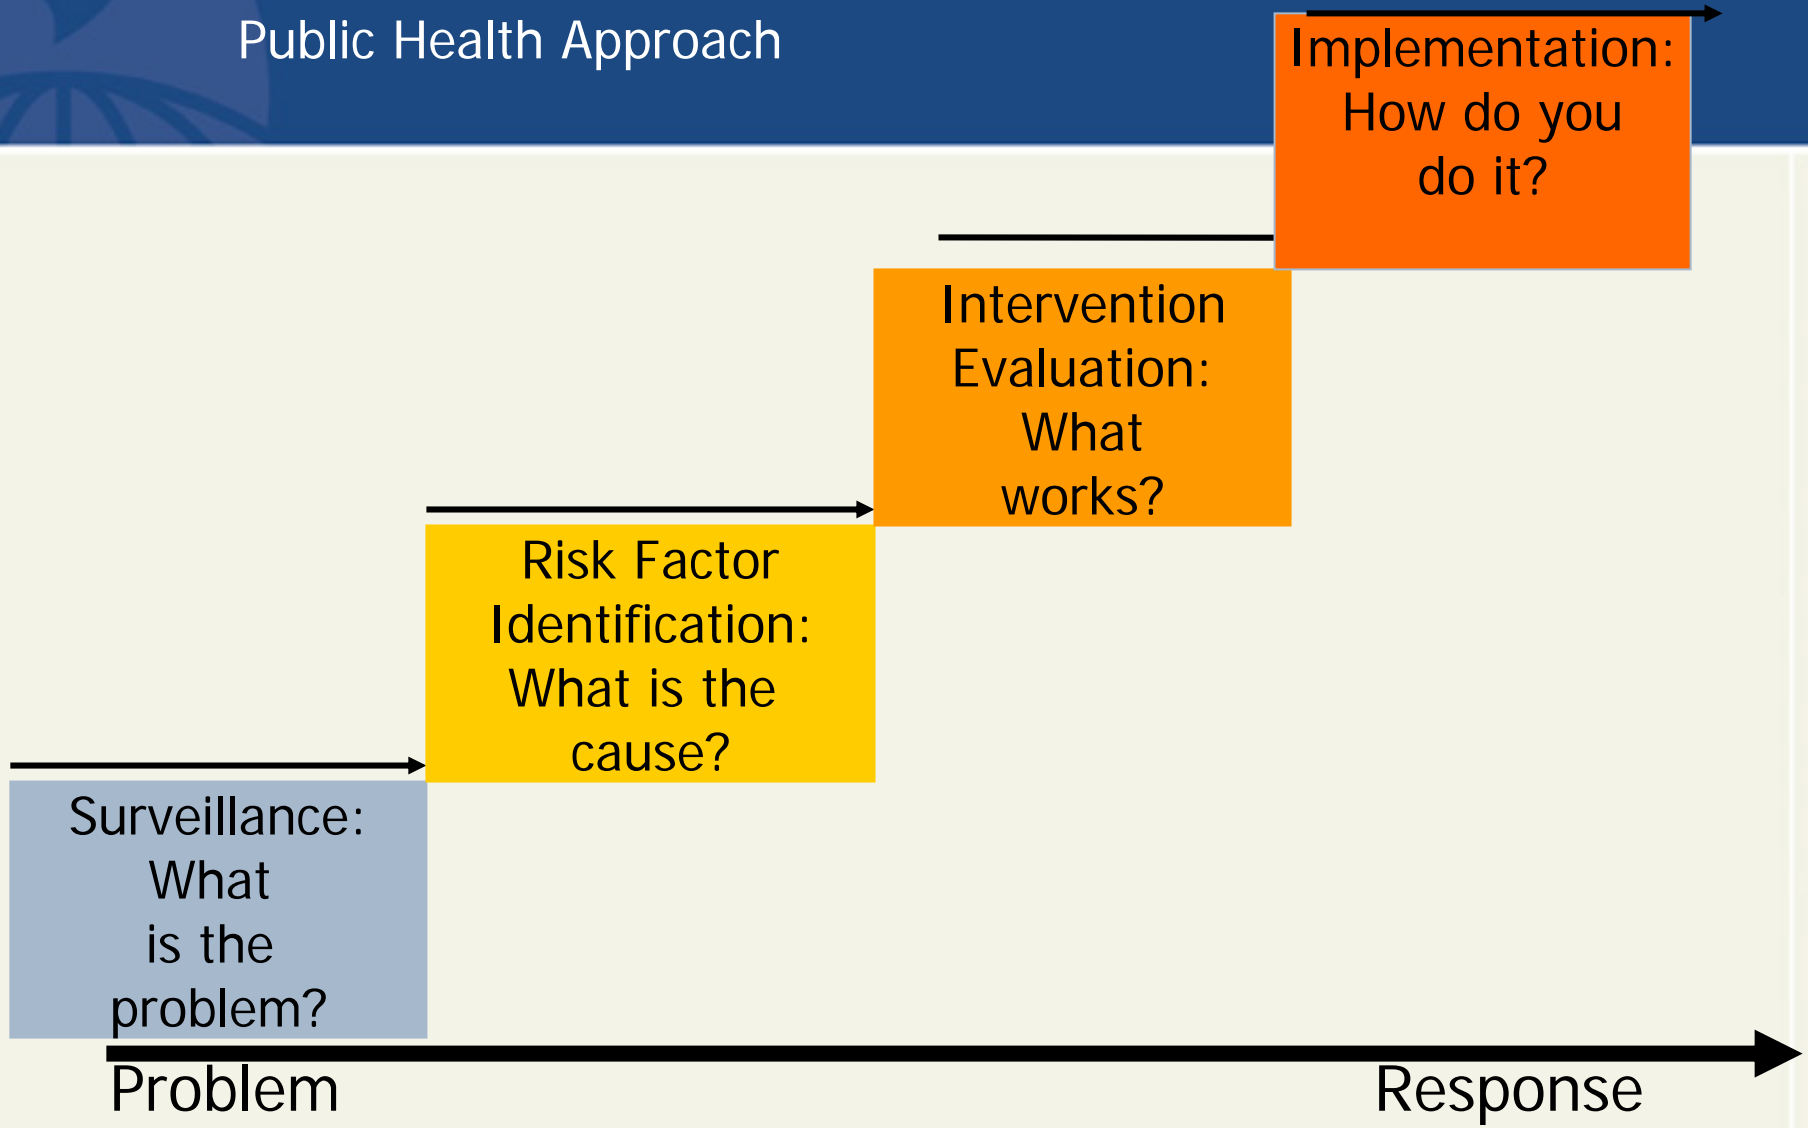 Public Health Approach
Implementation:
How do you
do it?
Intervention
Evaluation:
What
works?
Risk Factor
Identification:
What is the
cause?
Surveillance:
What
is the
problem?
Problem
Response